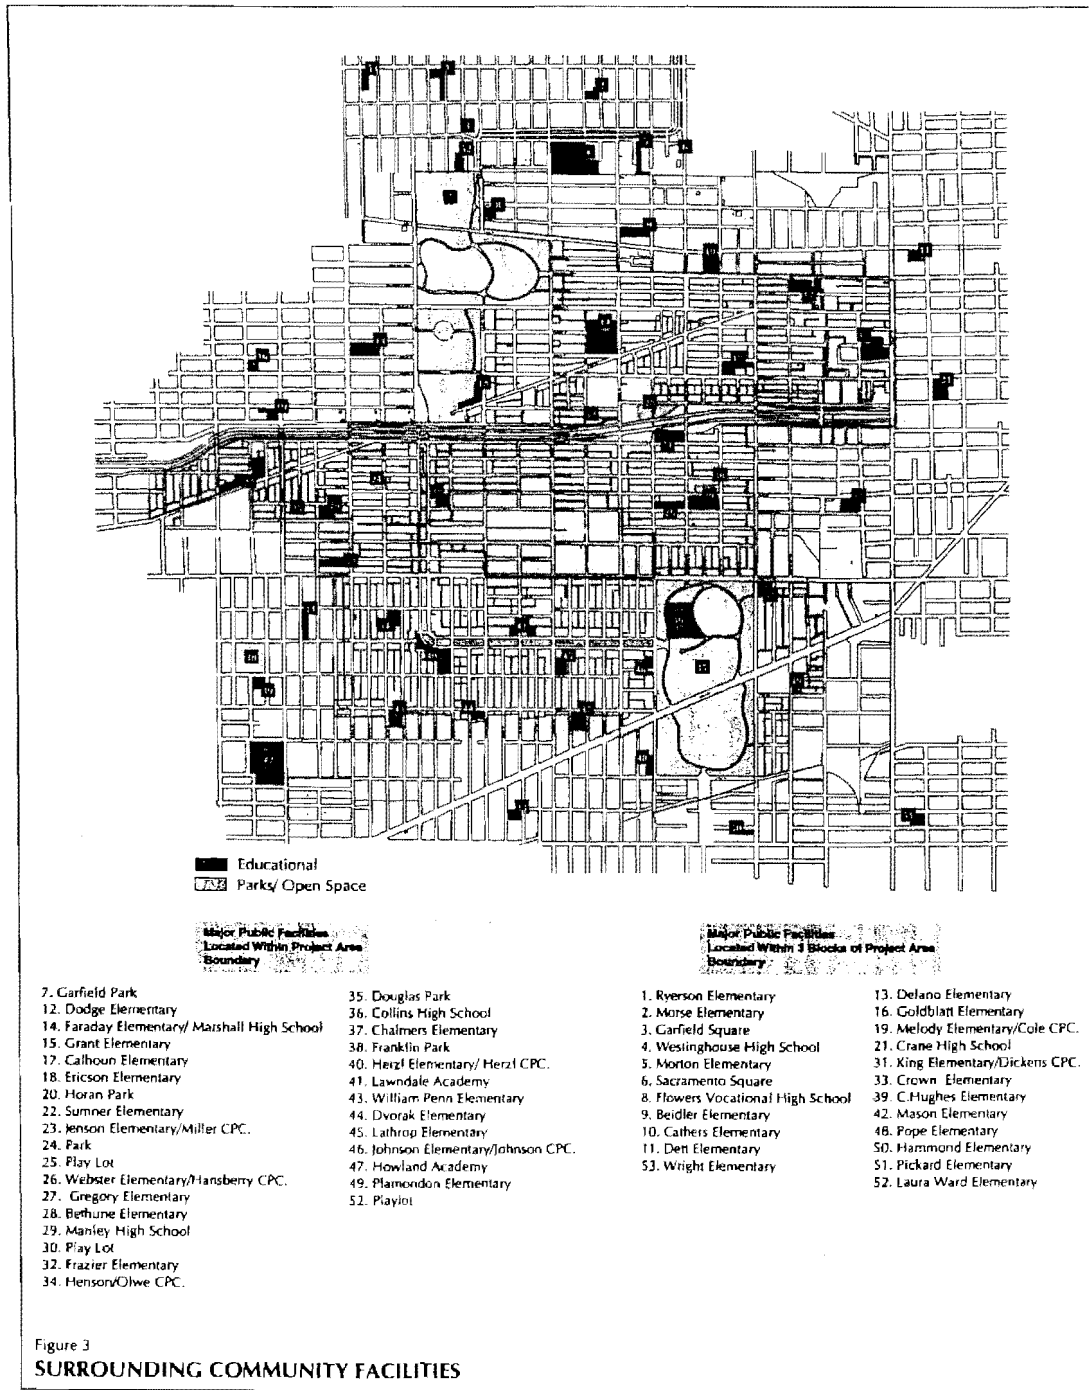 Educational
Parks/ Open Space
Major Public Facilities
Located Within Project Area
Boundary
7. Garfield Park
12. Dodge Elementary
14. Faraday Elementary/ Marshall High School
15. Grant Elementary
17. Calhoun Elementary
18. Ericson Elementary
20. Horan Park
22. Sumner Elementary
23. Jenson Elementary/Miller CPC.
24. Park
25. Play Lot
26. Webster Elementary/Hansberry CPC.
27. Gregory Elementary
28. Bethune Elementary
29. Manley High School
30. Play Lot
32. Frazier Elementary
34. Henson/Olwe CPC.
35. Douglas Park
36. Collins High School
37. Chalmers Elementary
38. Franklin Park
40. Herzl Elementary/ Herzl CPC.
41. Lawndale Academy
43. William Penn Elementary
44. Dvorak Elementary
45. Lathrop Elementary
46. Johnson Elementary/Johnson CPC.
47. Howland Academy
49. Plamondon Elementary
52. Playlot
Major Public Facilities
Located Within 3 Blocks of Project Area
Boundary
1. Ryerson Elementary
2. Morse Elementary
3. Garfield Square
4. Westinghouse High School
5. Morton Elementary
6. Sacramento Square
8. Flowers Vocational High School
9. Beidler Elementary
10. Cathers Elementary
11. Dett Elementary
53. Wright Elementary
13. Delano Elementary
16. Goldblatt Elementary
19. Melody Elementary/Cole CPC.
21. Crane High School
31. King Elementary/Dickens CPC.
33. Crown Elementary
39. C.Hughes Elementary
42. Mason Elementary
48. Pope Elementary
50. Hammond Elementary
51. Pickard Elementary
52. Laura Ward Elementary
Figure 3
SURROUNDING COMMUNITY FACILITIES